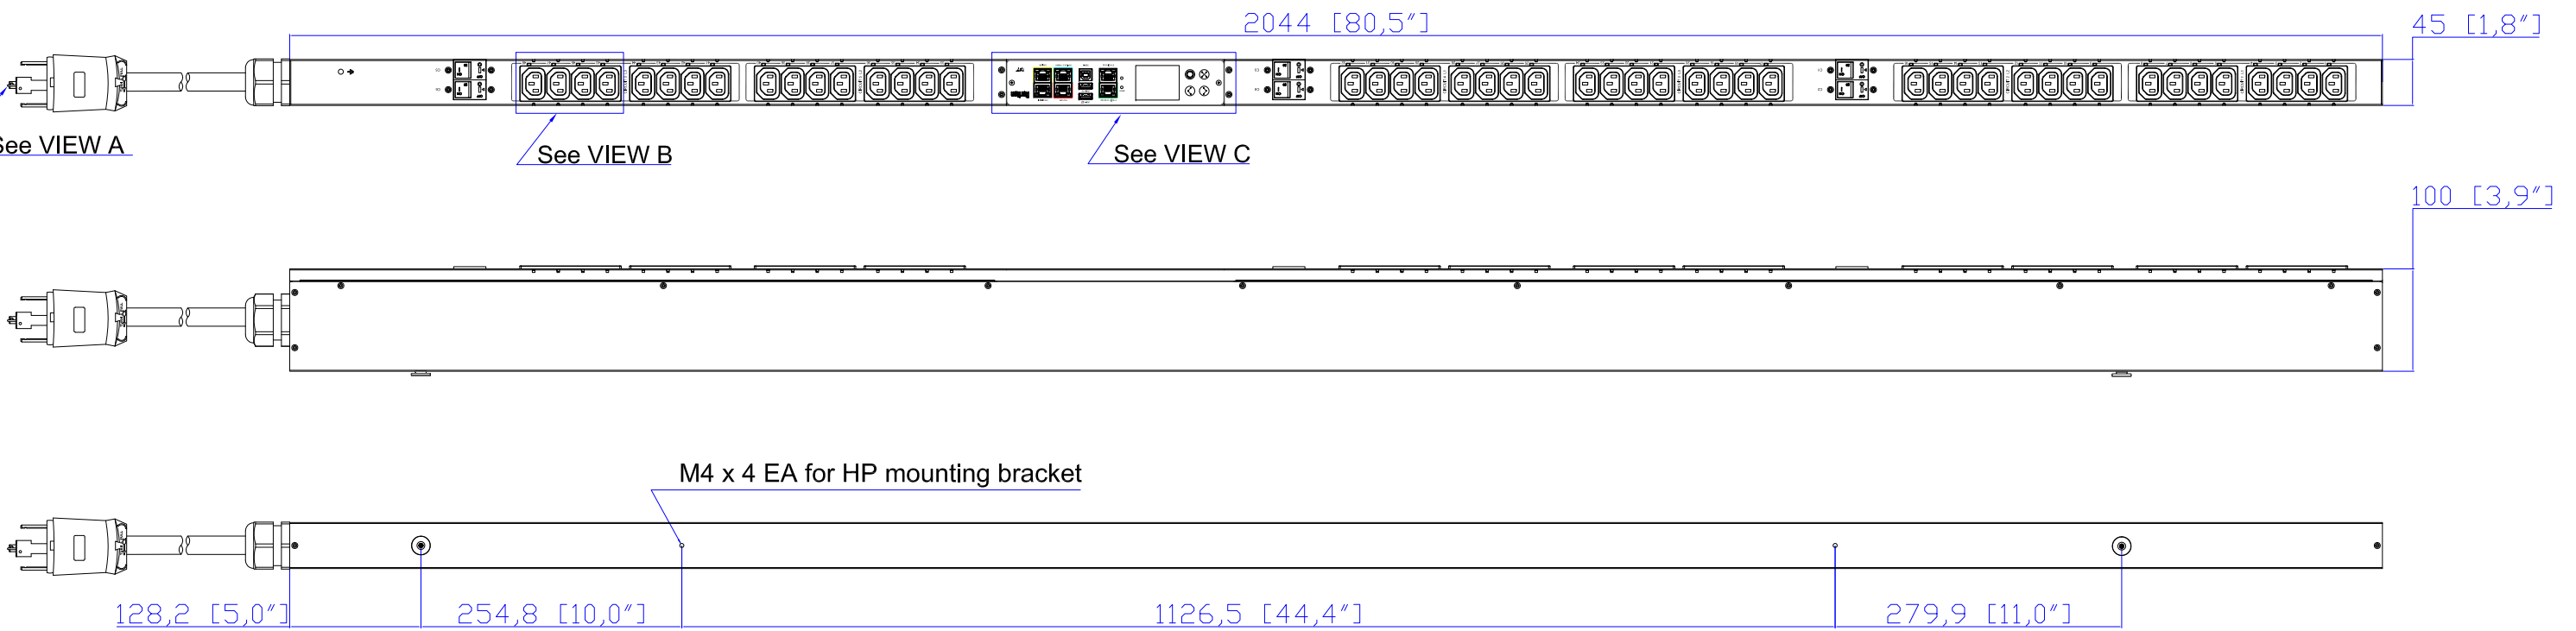 2044 [80,5"]
45 [1,8"]
See VIEW A
See VIEW B
See VIEW C
100 [3,9"]
M4 x 4 EA for HP mounting bracket
128,2 [5,0"]
254,8 [10,0"]
1126,5 [44,4"]
279,9 [11,0"]